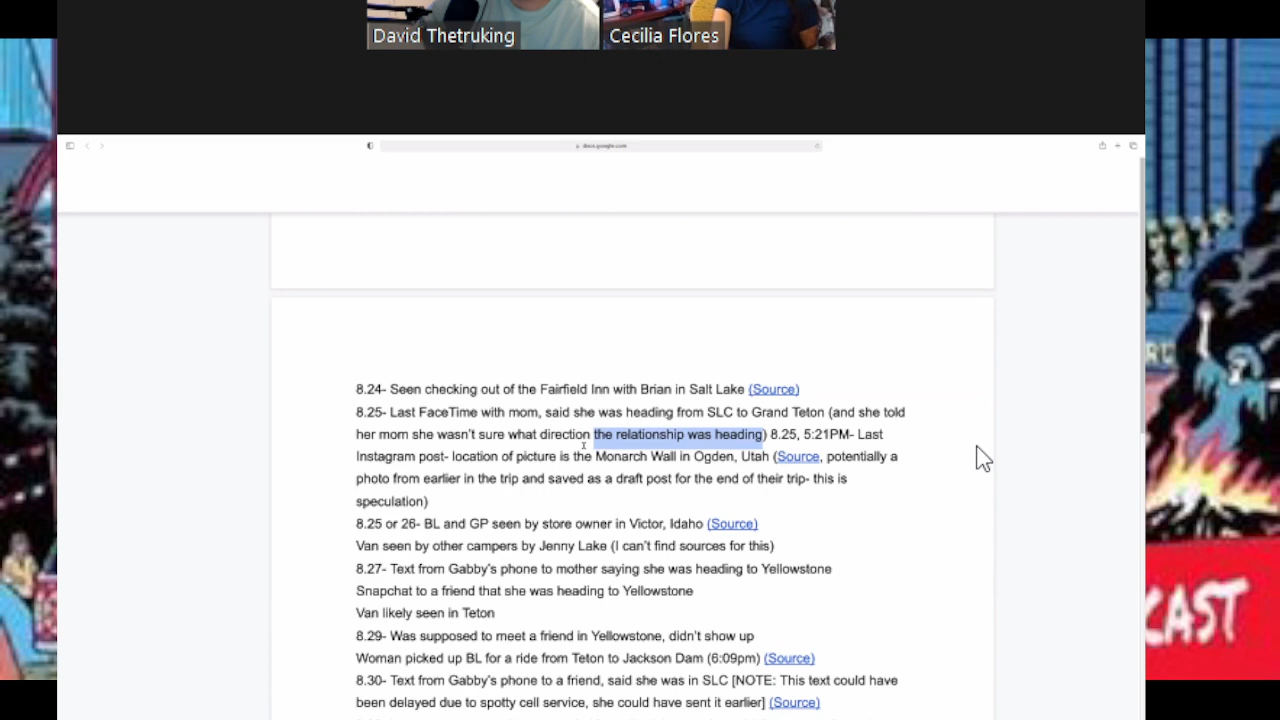 David Thetruking
Cecilia Flores
docs.google.com
8.24- Seen checking out of the Fairfield Inn with Brian in Salt Lake (Source)
8.25- Last FaceTime with mom, said she was heading from SLC to Grand Teton (and she told
her mom she wasn't sure what direction the relationship was heading) 8.25, 5:21PM- Last
Instagram post- location of picture is the Monarch Wall in Ogden, Utah (Source, potentially a
photo from earlier in the trip and saved as a draft post for the end of their trip- this is
speculation)
8.25 or 26- BL and GP seen by store owner in Victor, Idaho (Source)
Van seen by other campers by Jenny Lake (I can't find sources for this)
8.27- Text from Gabby's phone to mother saying she was heading to Yellowstone
Snapchat to a friend that she was heading to Yellowstone
Van likely seen in Teton
8.29- Was supposed to meet a friend in Yellowstone, didn't show up
Woman picked up BL for a ride from Teton to Jackson Dam (6:09pm) (Source)
8.30- Text from Gabby's phone to a friend, said she was in SLC [NOTE: This text could have
been delayed due to spotty cell service, she could have sent it earlier] (Source)
CAST